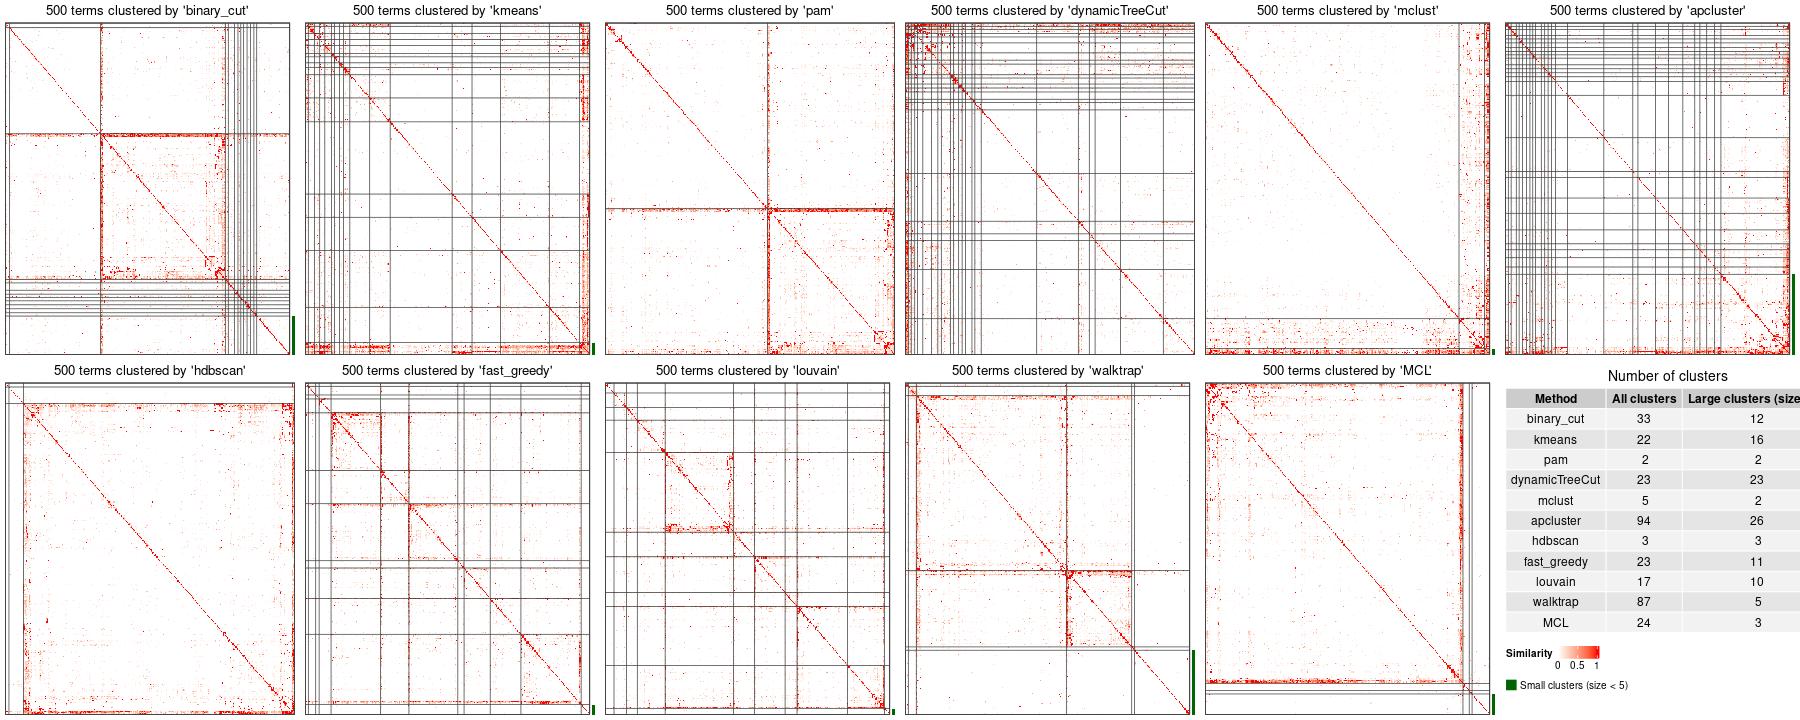 500 terms clustered by 'binary_cut'
500 terms clustered by 'kmeans'
500 terms clustered by 'pam'
500 terms clustered by 'dynamicTreeCut'
500 terms clustered by 'mclust'
500 terms clustered by 'apcluster'
500 terms clustered by 'hdbscan'
500 terms clustered by 'fast_greedy'
500 terms clustered by 'louvain'
500 terms clustered by 'walktrap'
500 terms clustered by 'MCL'
Number of clusters
Method All clusters Large clusters (size
binary_cut 33 12
kmeans 22 16
pam 2 2
dynamicTreeCut 23 23
mclust 5 2
apcluster 94 26
hdbscan 3 3
fast_greedy 23 11
louvain 17 10
walktrap 87 5
MCL 24 3
Similarity
0 0.5 1
Small clusters (size < 5)